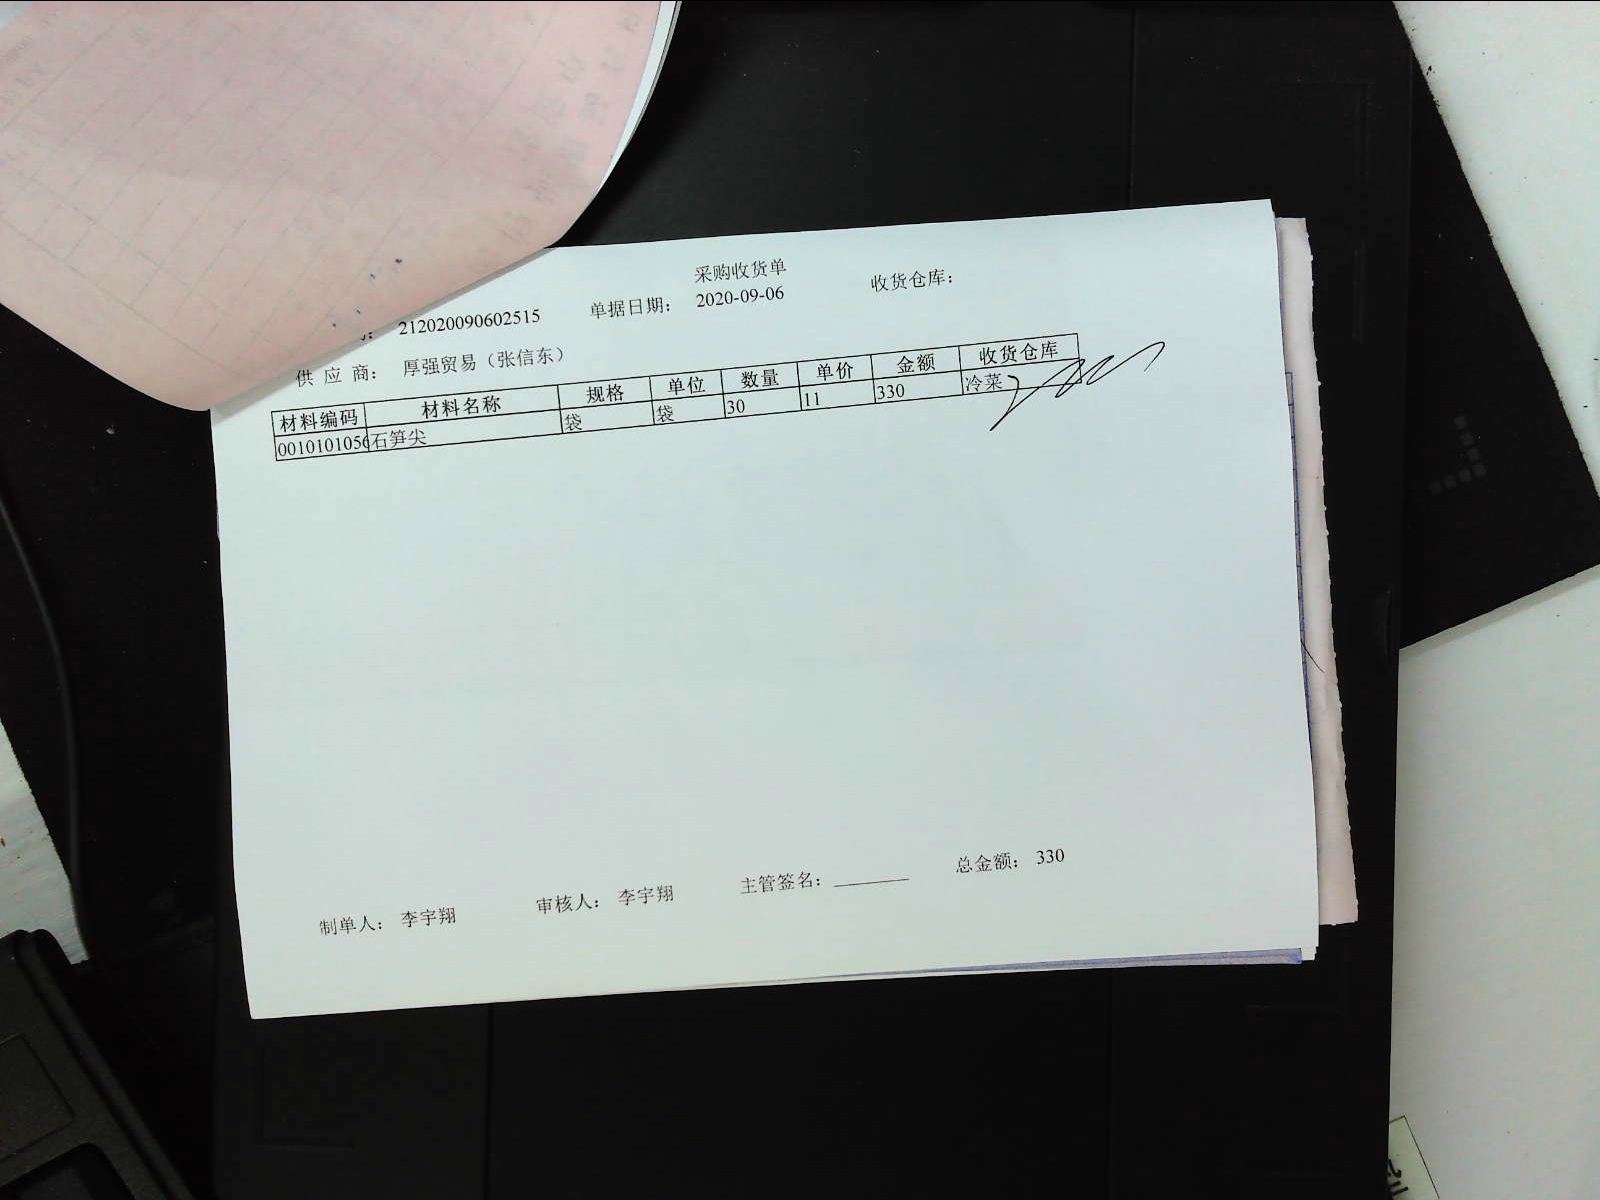 采购收货单
212020090602515 单据日期： 2020-09-06 收货仓库：
供 应 商： 厚强贸易（张信东）
材料编码 材料名称 规格 单位 数量 单价 金额 收货仓库
0010101056 石笋尖 袋 袋 30 11 330 冷菜
制单人： 李宇翔 审核人： 李宇翔 主管签名： 总金额： 330